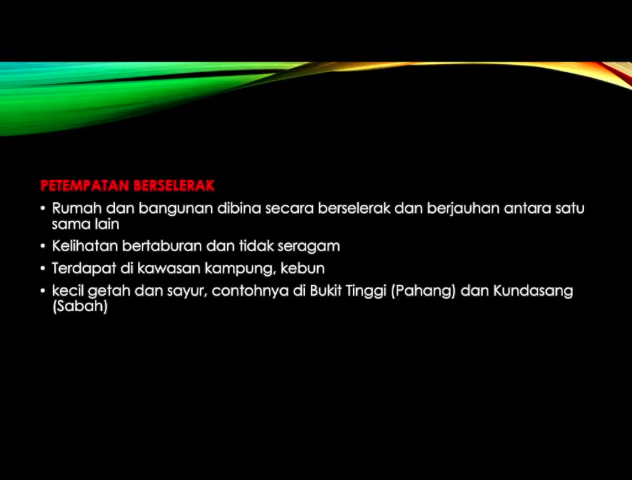 PETEMPATAN BERSELERAK
• Rumah dan bangunan dibina secara berselerak dan berjauhan antara satu
sama lain
• Kelihatan bertaburan dan tidak seragam
• Terdapat di kawasan kampung, kebun
• kecil getah dan sayur, contohnya di Bukit Tinggi (Pahang) dan Kundasang
(Sabah)